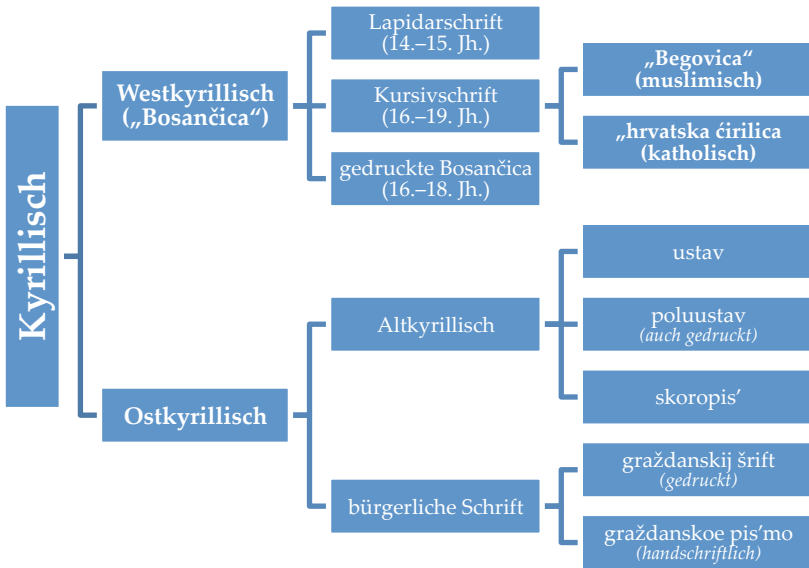 Kyrillisch
Westkyrillisch
(„Bosančica“)
Lapidarschrift
(14.–15. Jh.)
Kursivschrift
(16.–19. Jh.)
„Begovica“
(muslimisch)
„hrvatska ćirilica
(katholisch)
gedruckte Bosančica
(16.–18. Jh.)
Ostkyrillisch
Altkyrillisch
ustav
poluustav
(auch gedruckt)
skoropis’
bürgerliche Schrift
graždanskij šrift
(gedruckt)
graždanskoe pis’mo
(handschriftlich)